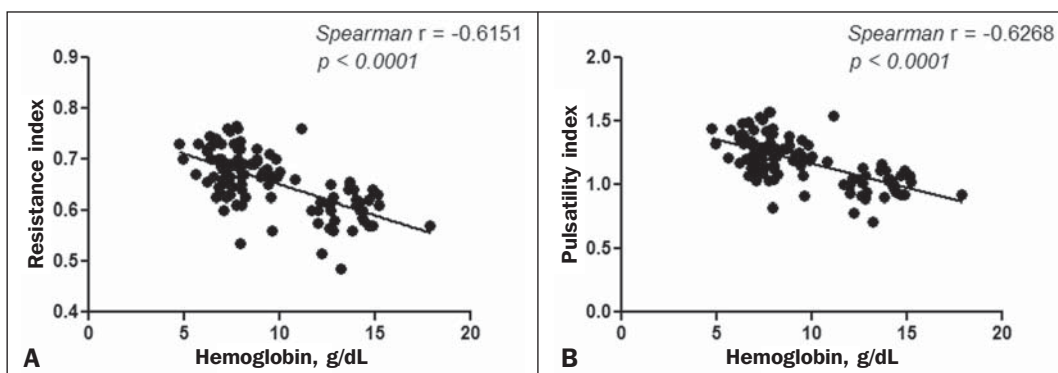 Spearman r = -0.6151
p < 0.0001
0.9
0.8
0.7
0.6
0.5
0.4
Resistance index
0
5
10
15
20
Hemoglobin, g/dL
A
Spearman r = -0.6268
p < 0.0001
2.0
1.5
1.0
0.5
0.0
Pulsatility index
0
5
10
15
20
Hemoglobin, g/dL
B